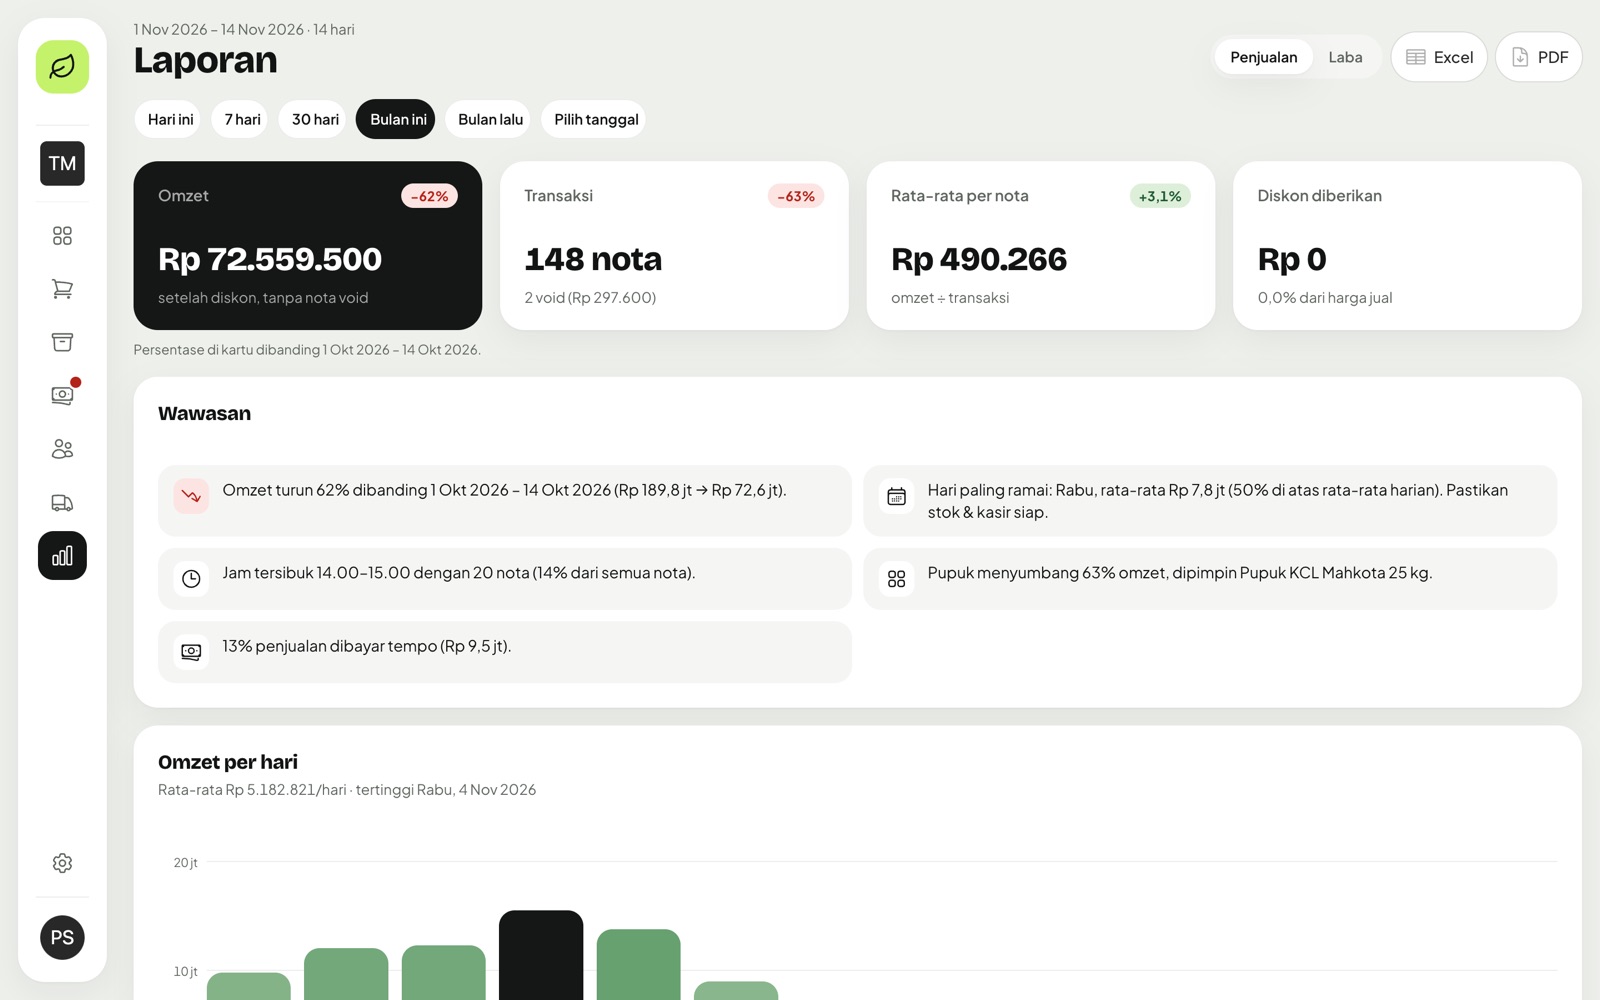 1 Nov 2026 – 14 Nov 2026 · 14 hari
Laporan
Penjualan
Laba
Excel
PDF
TM
Hari ini
7 hari
30 hari
Bulan ini
Bulan lalu
Pilih tanggal
Omzet
−62%
Rp 72.559.500
setelah diskon, tanpa nota void
Transaksi
−63%
148 nota
2 void (Rp 297.600)
Rata-rata per nota
+3,1%
Rp 490.266
omzet ÷ transaksi
Diskon diberikan
Rp 0
0,0% dari harga jual
Persentase di kartu dibanding 1 Okt 2026 – 14 Okt 2026.
Wawasan
Omzet turun 62% dibanding 1 Okt 2026 – 14 Okt 2026 (Rp 189,8 jt → Rp 72,6 jt).
Hari paling ramai: Rabu, rata-rata Rp 7,8 jt (50% di atas rata-rata harian). Pastikan
stok & kasir siap.
Jam tersibuk 14.00–15.00 dengan 20 nota (14% dari semua nota).
Pupuk menyumbang 63% omzet, dipimpin Pupuk KCL Mahkota 25 kg.
13% penjualan dibayar tempo (Rp 9,5 jt).
Omzet per hari
Rata-rata Rp 5.182.821/hari · tertinggi Rabu, 4 Nov 2026
20 jt
10 jt
PS